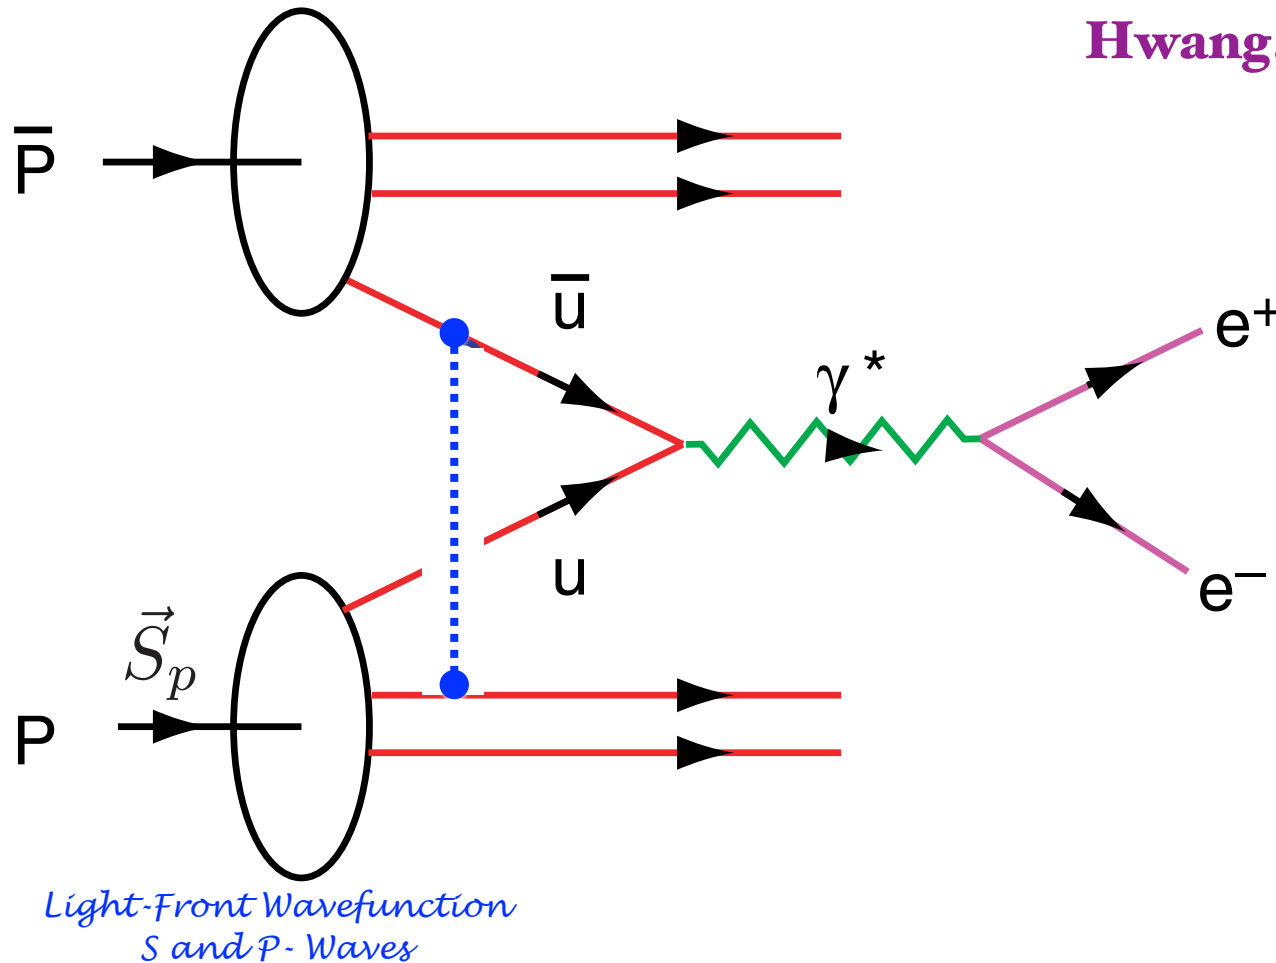 Hwang,
P̅
u̅
e⁺
γ*
u
e⁻
S⃗ₚ
P
Light-Front Wavefunction
S and P- Waves